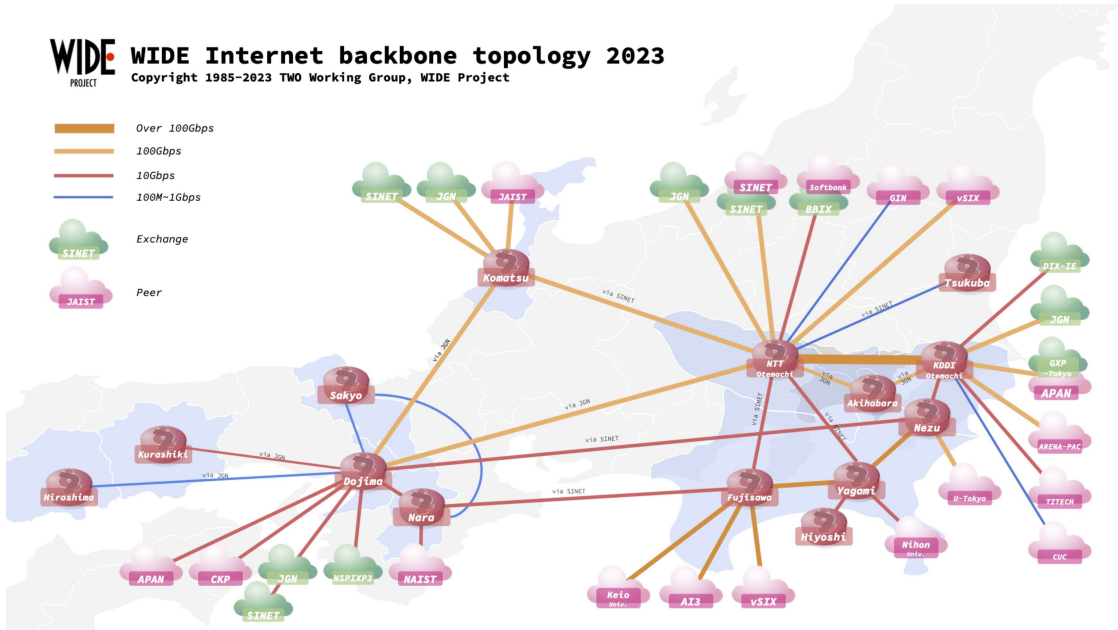 WIDE
PROJECT
WIDE Internet backbone topology 2023
Copyright 1985-2023 TWO Working Group, WIDE Project
Over 100Gbps
100Gbps
10Gbps
100M~1Gbps
SINET
Exchange
JAIST
Peer
SINET
JGN
JAIST
JGN
SINET
SINET
Softbank
BBIX
GIN
vSIX
Komatsu
Tsukuba
DIX-IE
JGN
GXP
-Tokyo
APAN
ARENA-PAC
TITECH
CUC
via SINET
via SINET
via JGN
NTT
Otemachi
KDDI
Otemachi
via
JGN
via
JGN
Akihabara
Nezu
Sakyo
via JGN
via SINET
via SINET
via SINET
Kurashiki
via JGN
Hiroshima
via JGN
Dojima
Nara
via SINET
Fujisawa
Yagami
Hiyoshi
U-Tokyo
Nihon
Univ.
APAN
CKP
JGN
SINET
NSPIXP3
NAIST
Keio
Univ.
AI3
vSIX